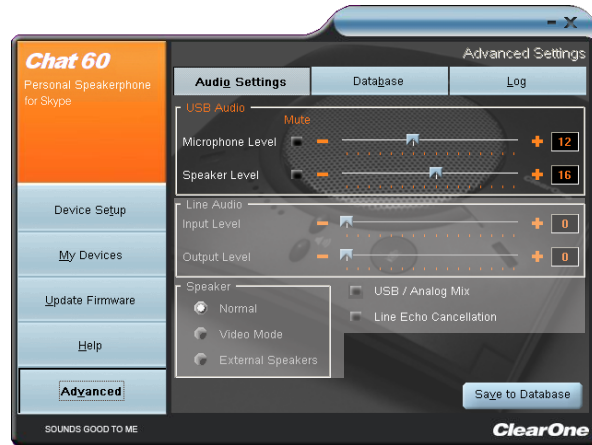 Chat 60
Personal Speakerphone
for Skype
Advanced Settings
Audio Settings
Database
Log
USB Audio
Mute
Microphone Level
12
Speaker Level
16
Line Audio
Input Level
0
Output Level
0
Speaker
Normal
Video Mode
External Speakers
USB / Analog Mix
Line Echo Cancellation
Device Setup
My Devices
Update Firmware
Help
Advanced
Save to Database
SOUNDS GOOD TO ME
ClearOne